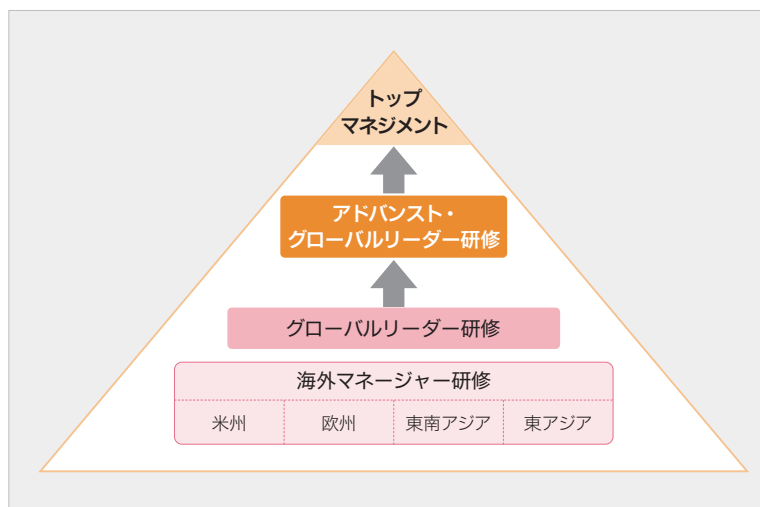 トップ
マネジメント
アドバンスト・
グローバルリーダー研修
グローバルリーダー研修
海外マネージャー研修
米州
欧州
東南アジア
東アジア